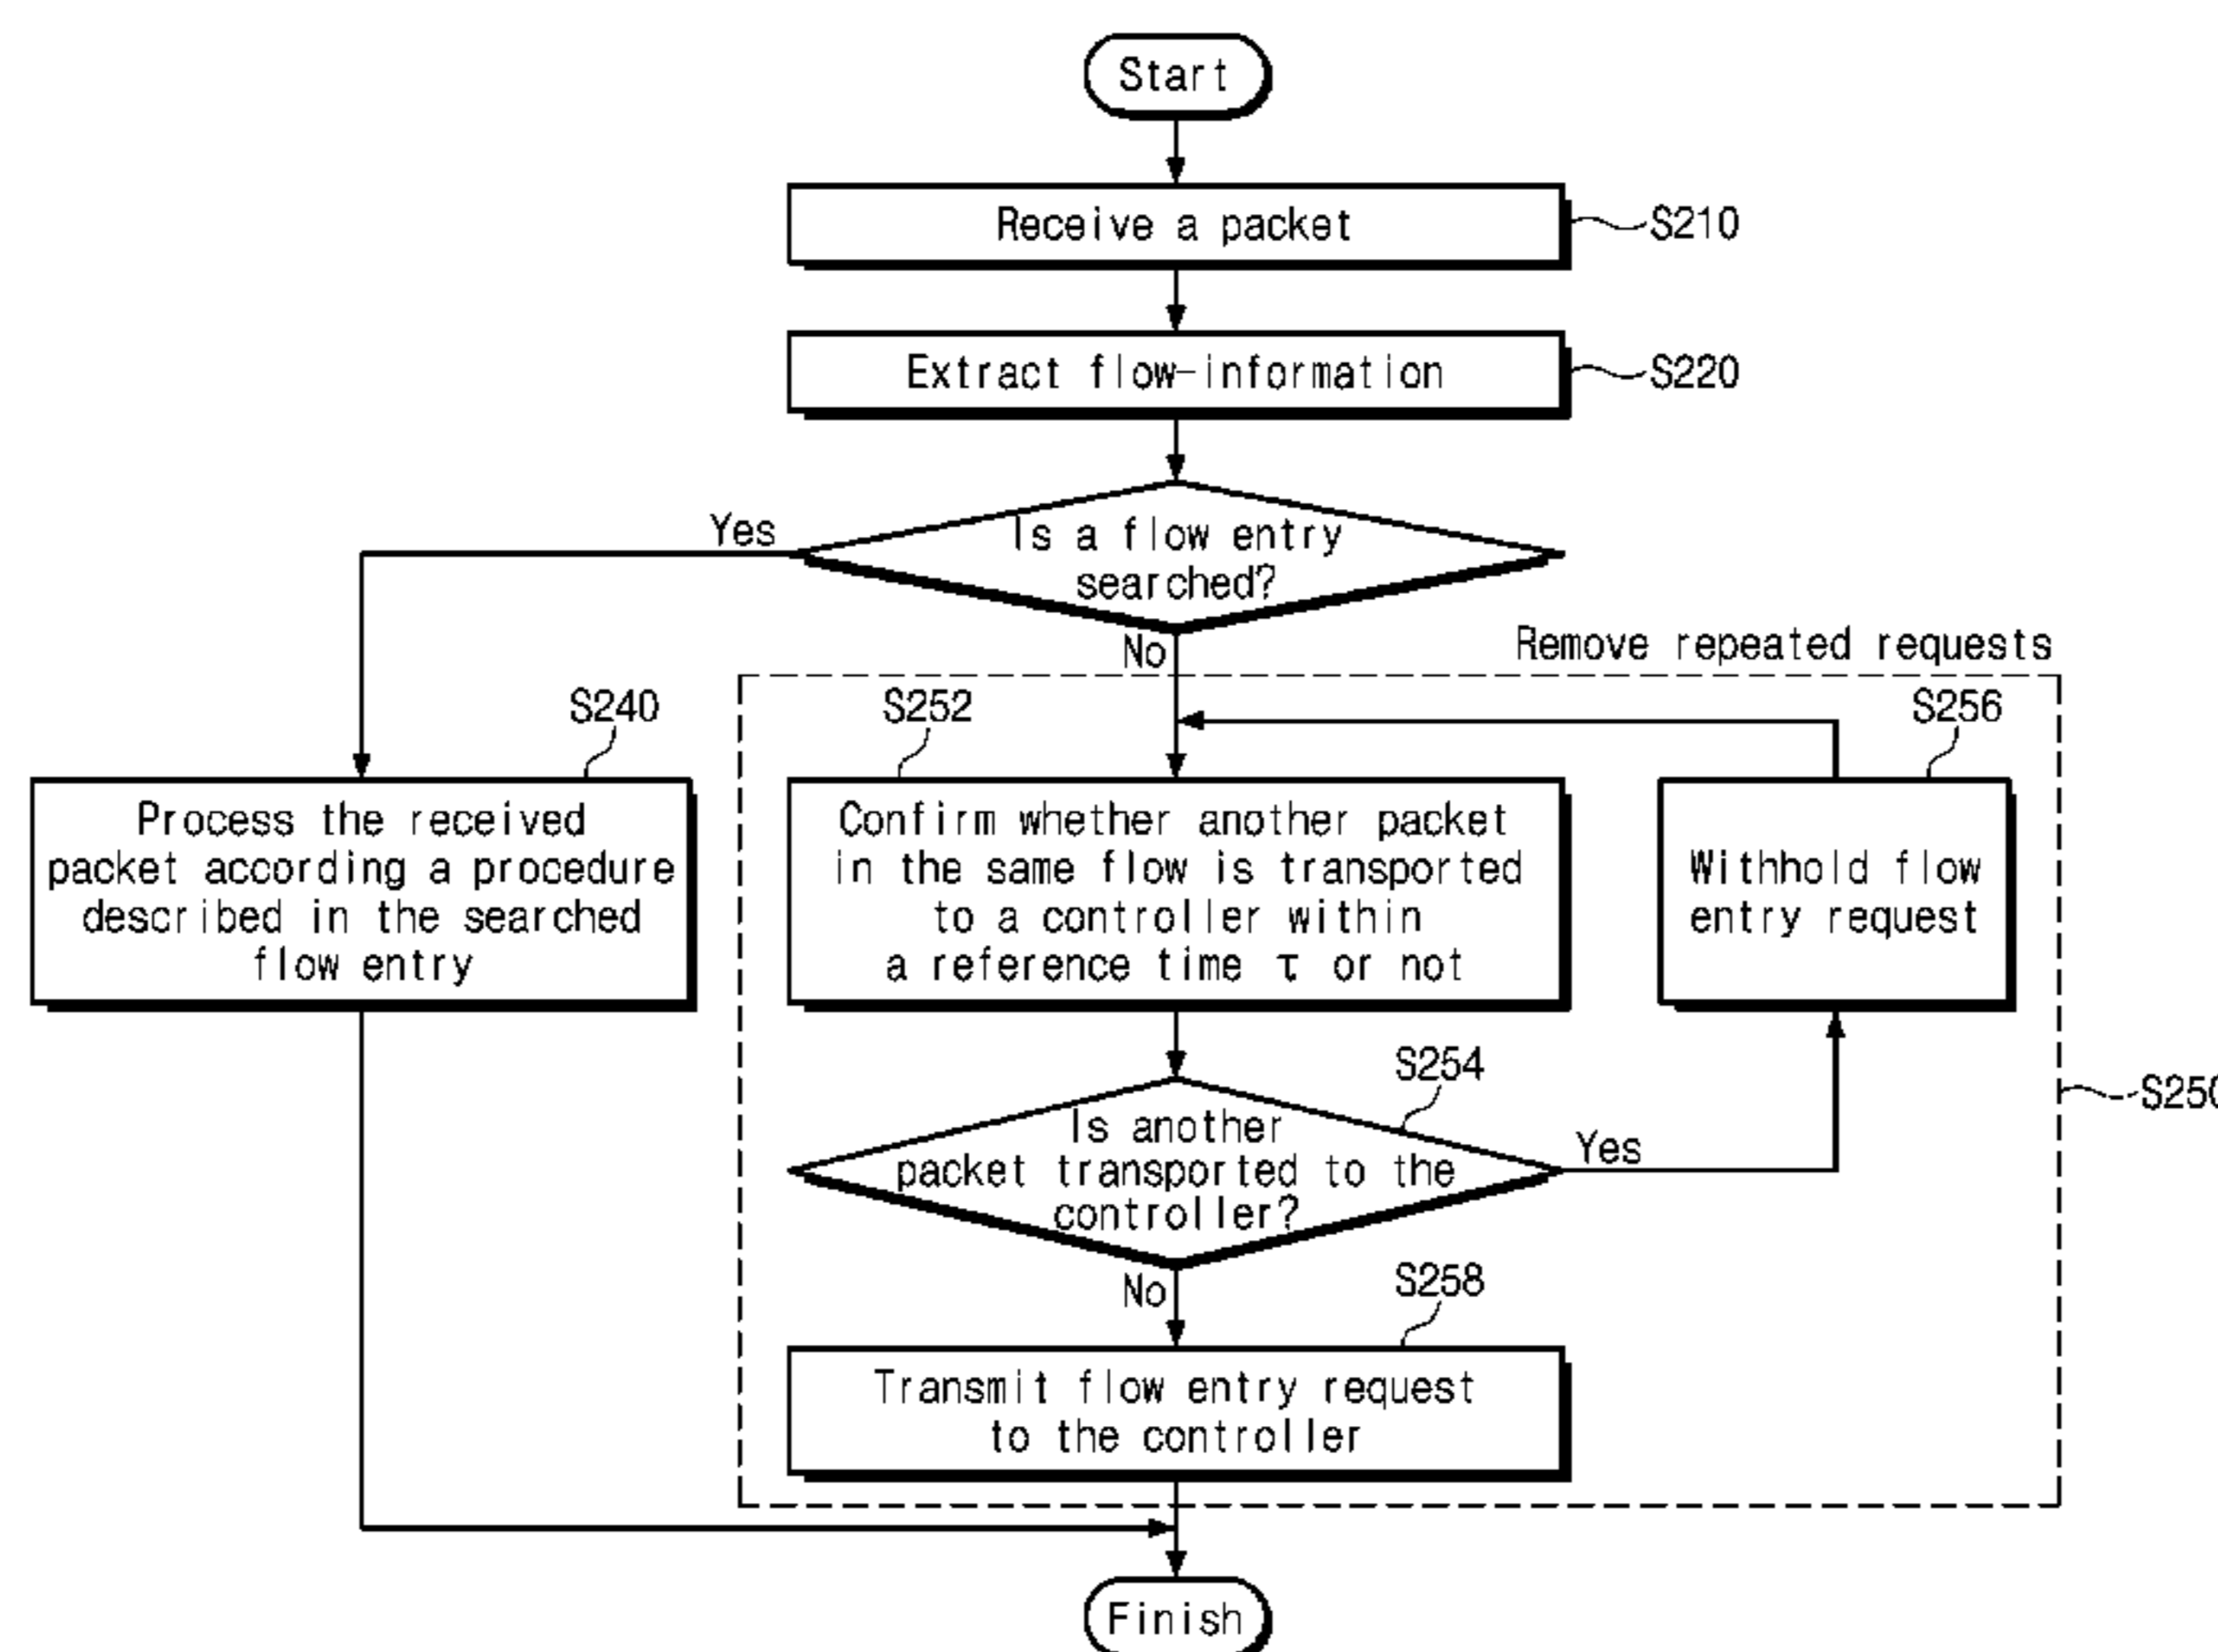 Start
Receive a packet
S210
Extract flow-information
S220
Is a flow entry
searched?
Yes
No
Remove repeated requests
S240
Process the received
packet according a procedure
described in the searched
flow entry
S252
Confirm whether another packet
in the same flow is transported
to a controller within
a reference time τ or not
S256
Withhold flow
entry request
S254
Is another
packet transported to the
controller?
Yes
No
S250
S258
Transmit flow entry request
to the controller
Finish